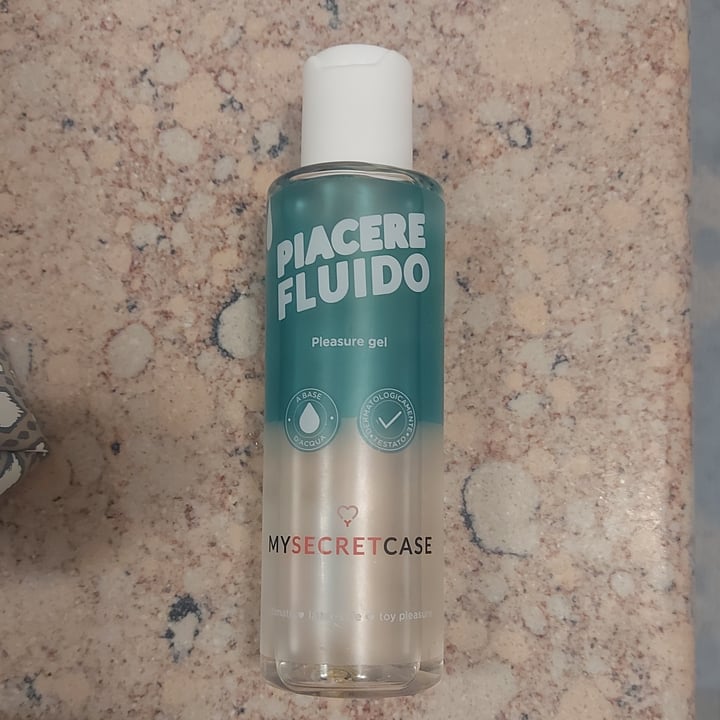 PIACERE
FLUIDO
Pleasure gel
A BASE
D'ACQUA
DERMATOLOGICAMENTE
TESTATO
MYSECRETCASE
toy pleasure